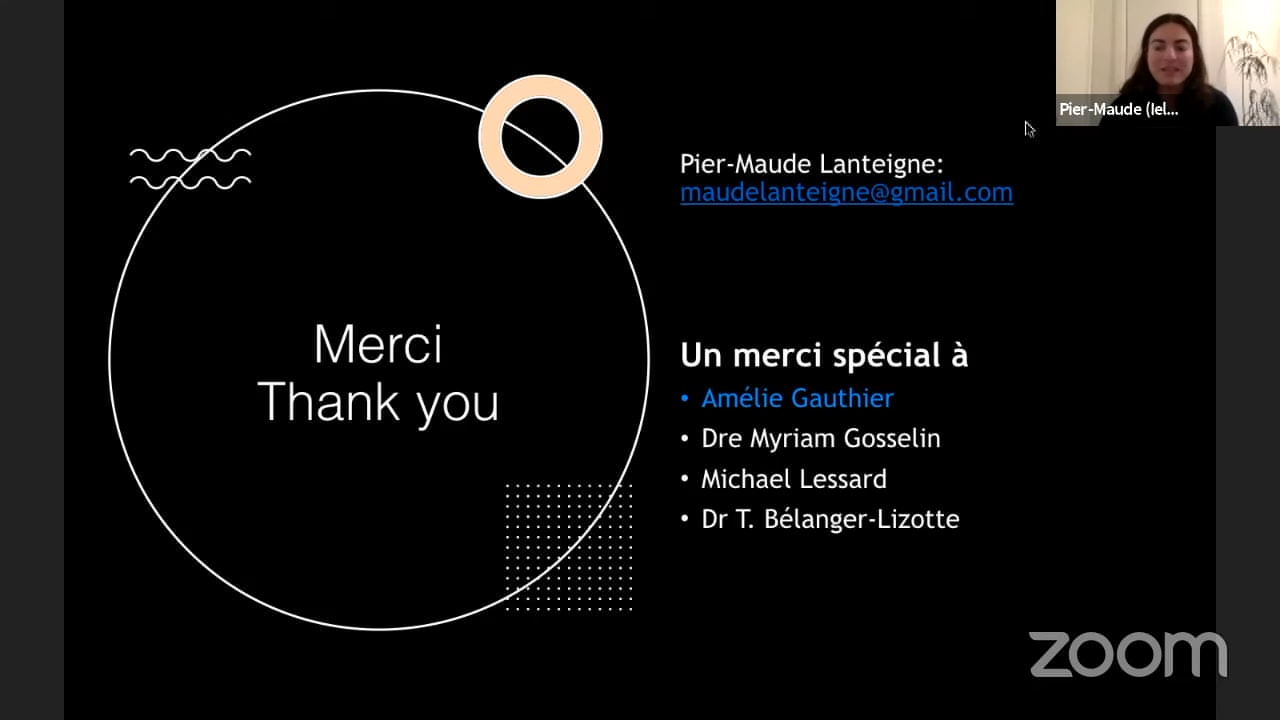 Pier-Maude (lel...
Pier-Maude Lanteigne:
maudelanteigne@gmail.com
Merci
Thank you
Un merci spécial à
• Amélie Gauthier
• Dre Myriam Gosselin
• Michael Lessard
• Dr T. Bélanger-Lizotte
zoom